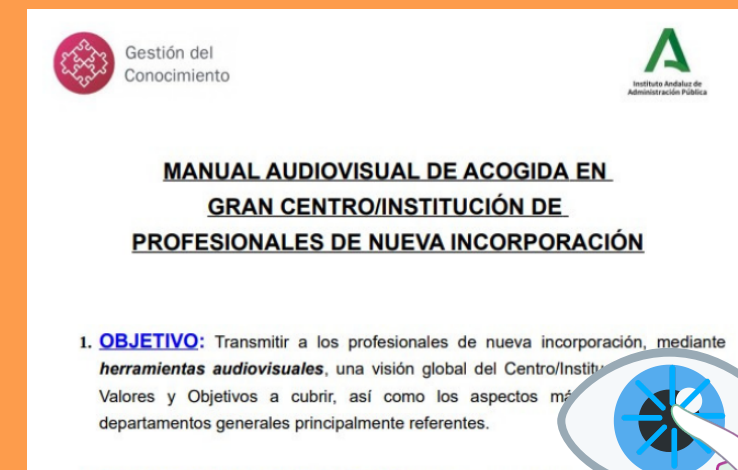 Gestión del
Conocimiento
Instituto Andaluz de
Administración Pública
MANUAL AUDIOVISUAL DE ACOGIDA EN
GRAN CENTRO/INSTITUCIÓN DE
PROFESIONALES DE NUEVA INCORPORACIÓN
1. OBJETIVO: Transmitir a los profesionales de nueva incorporación, mediante
herramientas audiovisuales, una visión global del Centro/
Valores y Objetivos a cubrir, así como los aspectos
departamentos generales principalmente referentes.